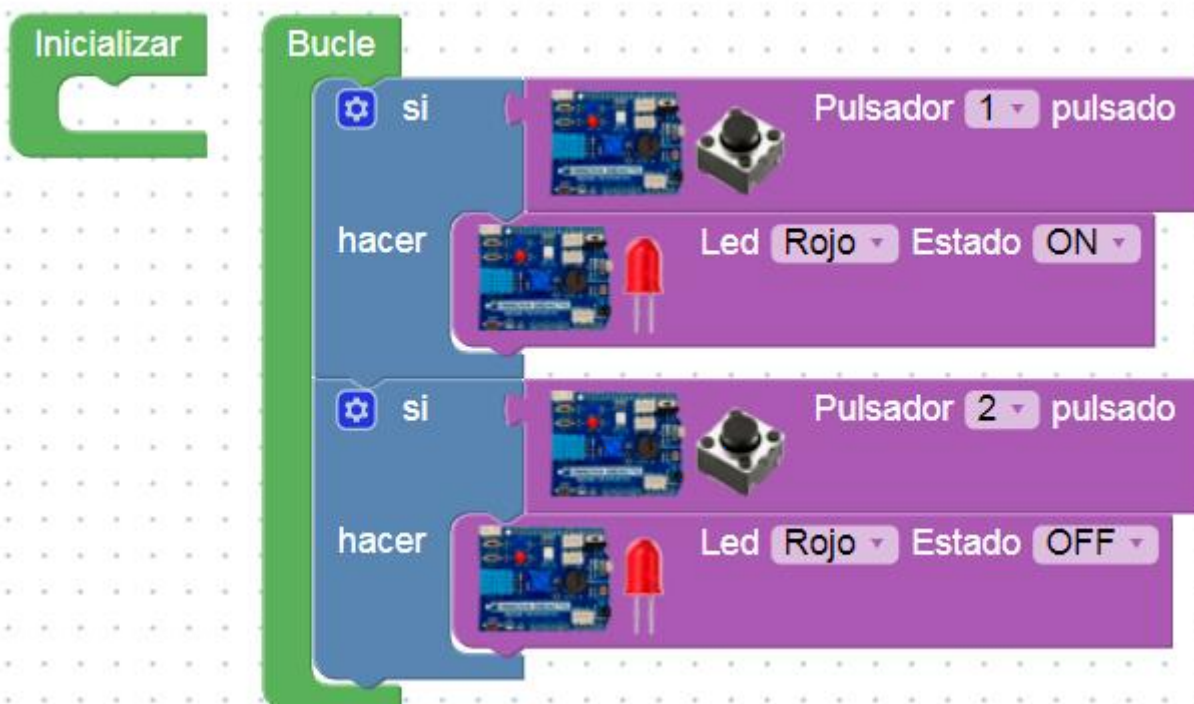 Inicializar
Bucle
si
Pulsador 1 pulsado
hacer
Led Rojo Estado ON
si
Pulsador 2 pulsado
hacer
Led Rojo Estado OFF